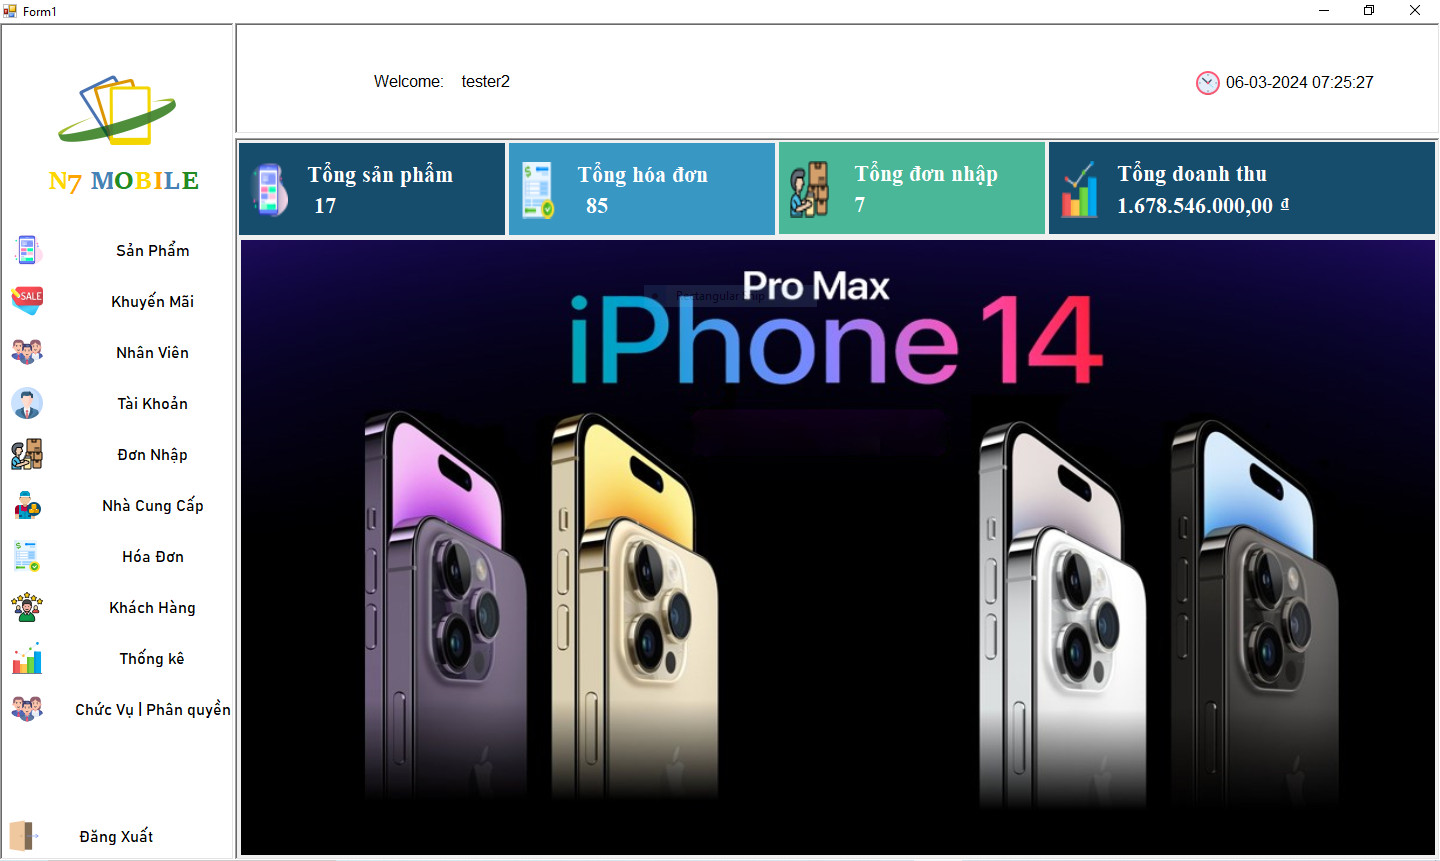 Form1
N7 MOBILE
Sản Phẩm
SALE
Khuyến Mãi
Nhân Viên
Tài Khoản
Đơn Nhập
Nhà Cung Cấp
Hóa Đơn
Khách Hàng
Thống kê
Chức Vụ | Phân quyền
Đăng Xuất
Welcome: tester2
06-03-2024 07:25:27
Tổng sản phẩm
17
Tổng hóa đơn
85
Tổng đơn nhập
7
Tổng doanh thu
1.678.546.000,00 ₫
Pro Max
iPhone 14